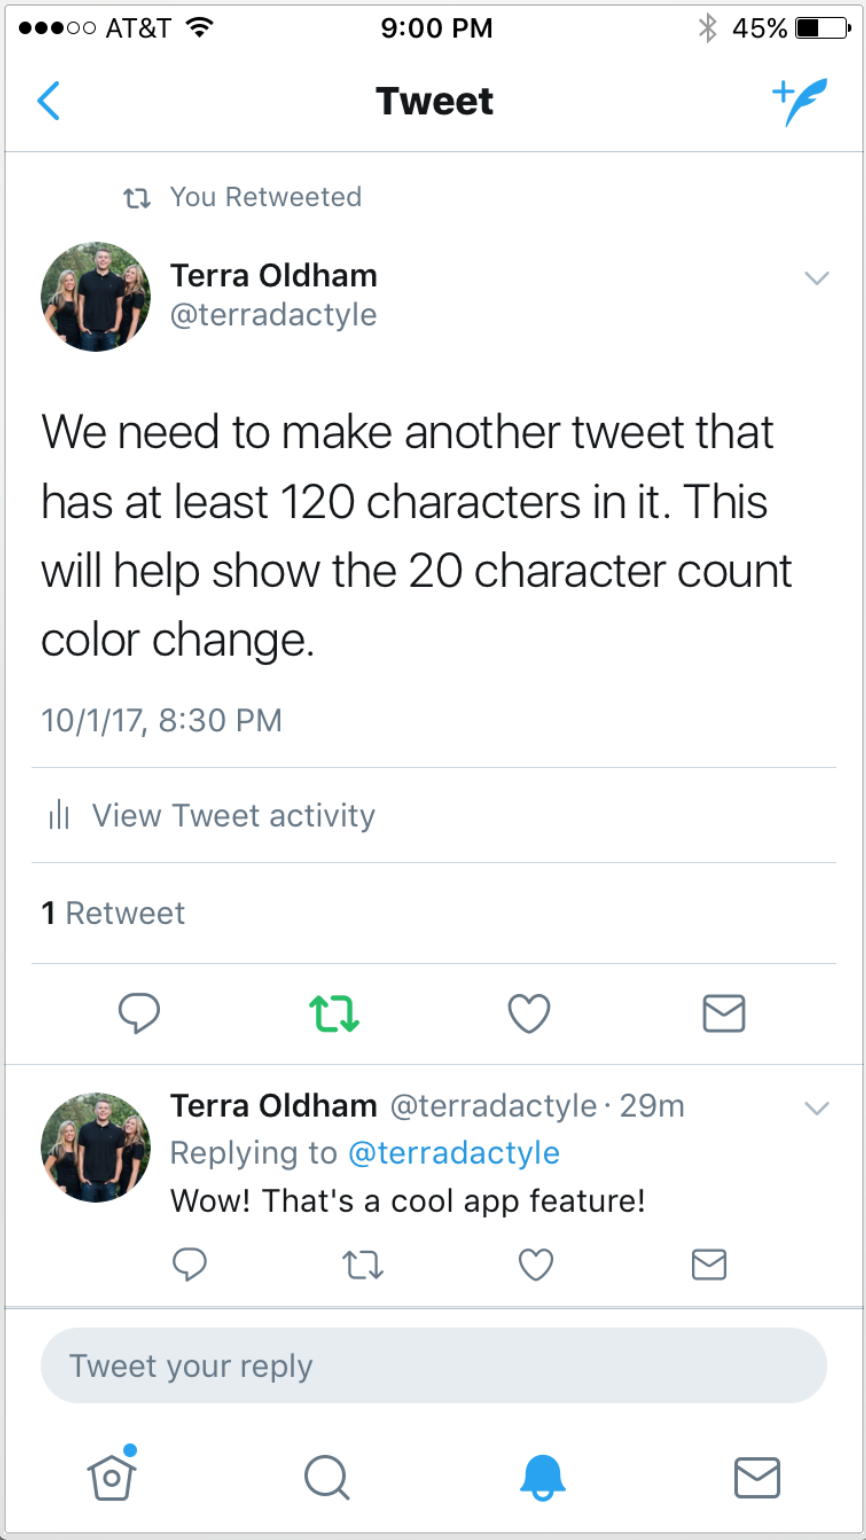 AT&T 9:00 PM 45%
Tweet
You Retweeted
Terra Oldham
@terradactyle
We need to make another tweet that
has at least 120 characters in it. This
will help show the 20 character count
color change.
10/1/17, 8:30 PM
View Tweet activity
1 Retweet
Terra Oldham @terradactyle · 29m
Replying to @terradactyle
Wow! That's a cool app feature!
Tweet your reply